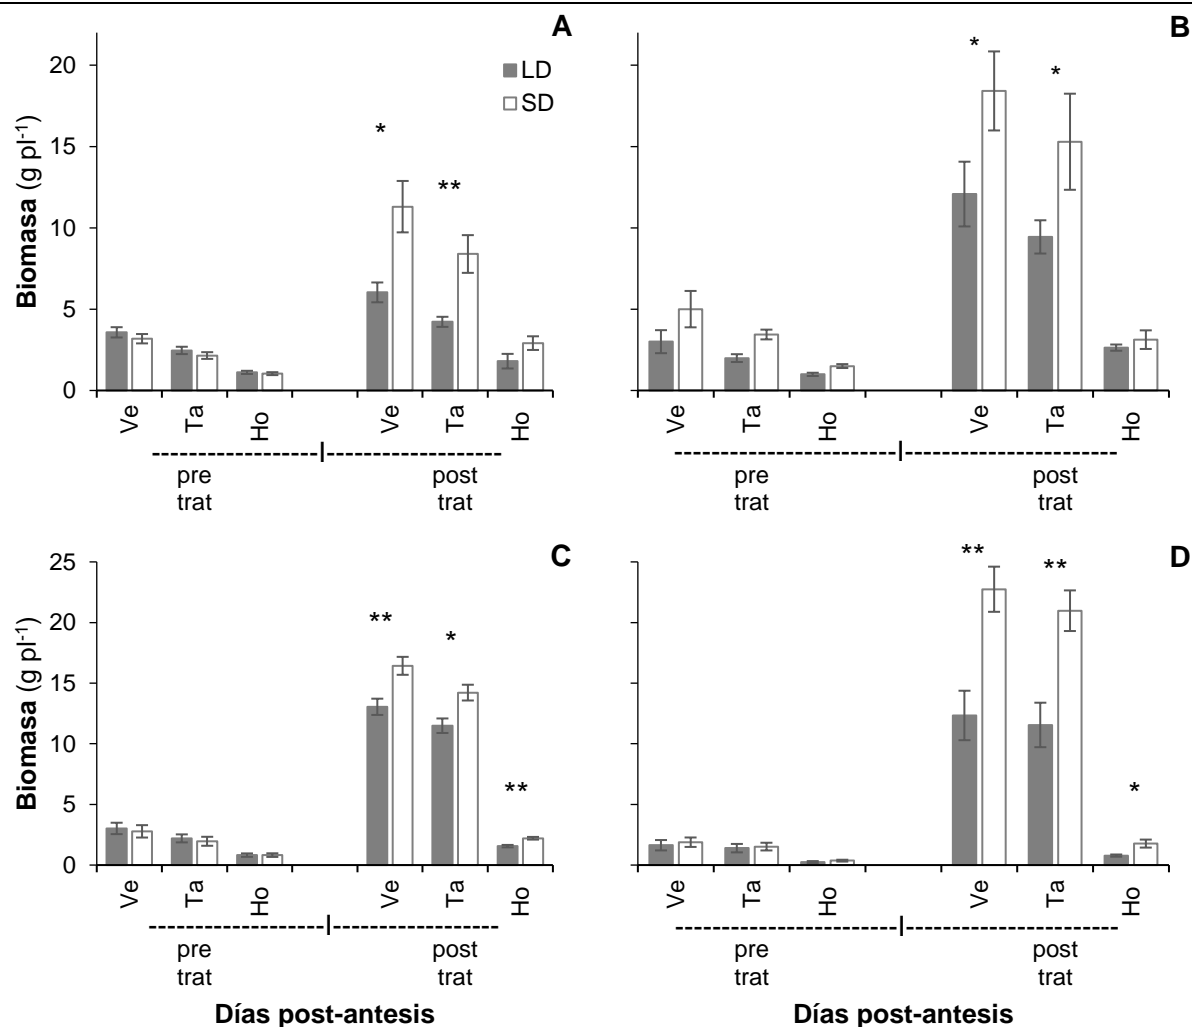 A
B
LD
SD
20
15
10
5
0
Biomasa (g pl-1)
*
**
*
*
Ve
Ta
Ho
Ve
Ta
Ho
Ve
Ta
Ho
Ve
Ta
Ho
pre
trat
post
trat
pre
trat
post
trat
C
D
25
20
15
10
5
0
Biomasa (g pl-1)
**
*
**
**
**
*
Ve
Ta
Ho
Ve
Ta
Ho
Ve
Ta
Ho
Ve
Ta
Ho
pre
trat
post
trat
pre
trat
post
trat
Días post-antesis
Días post-antesis